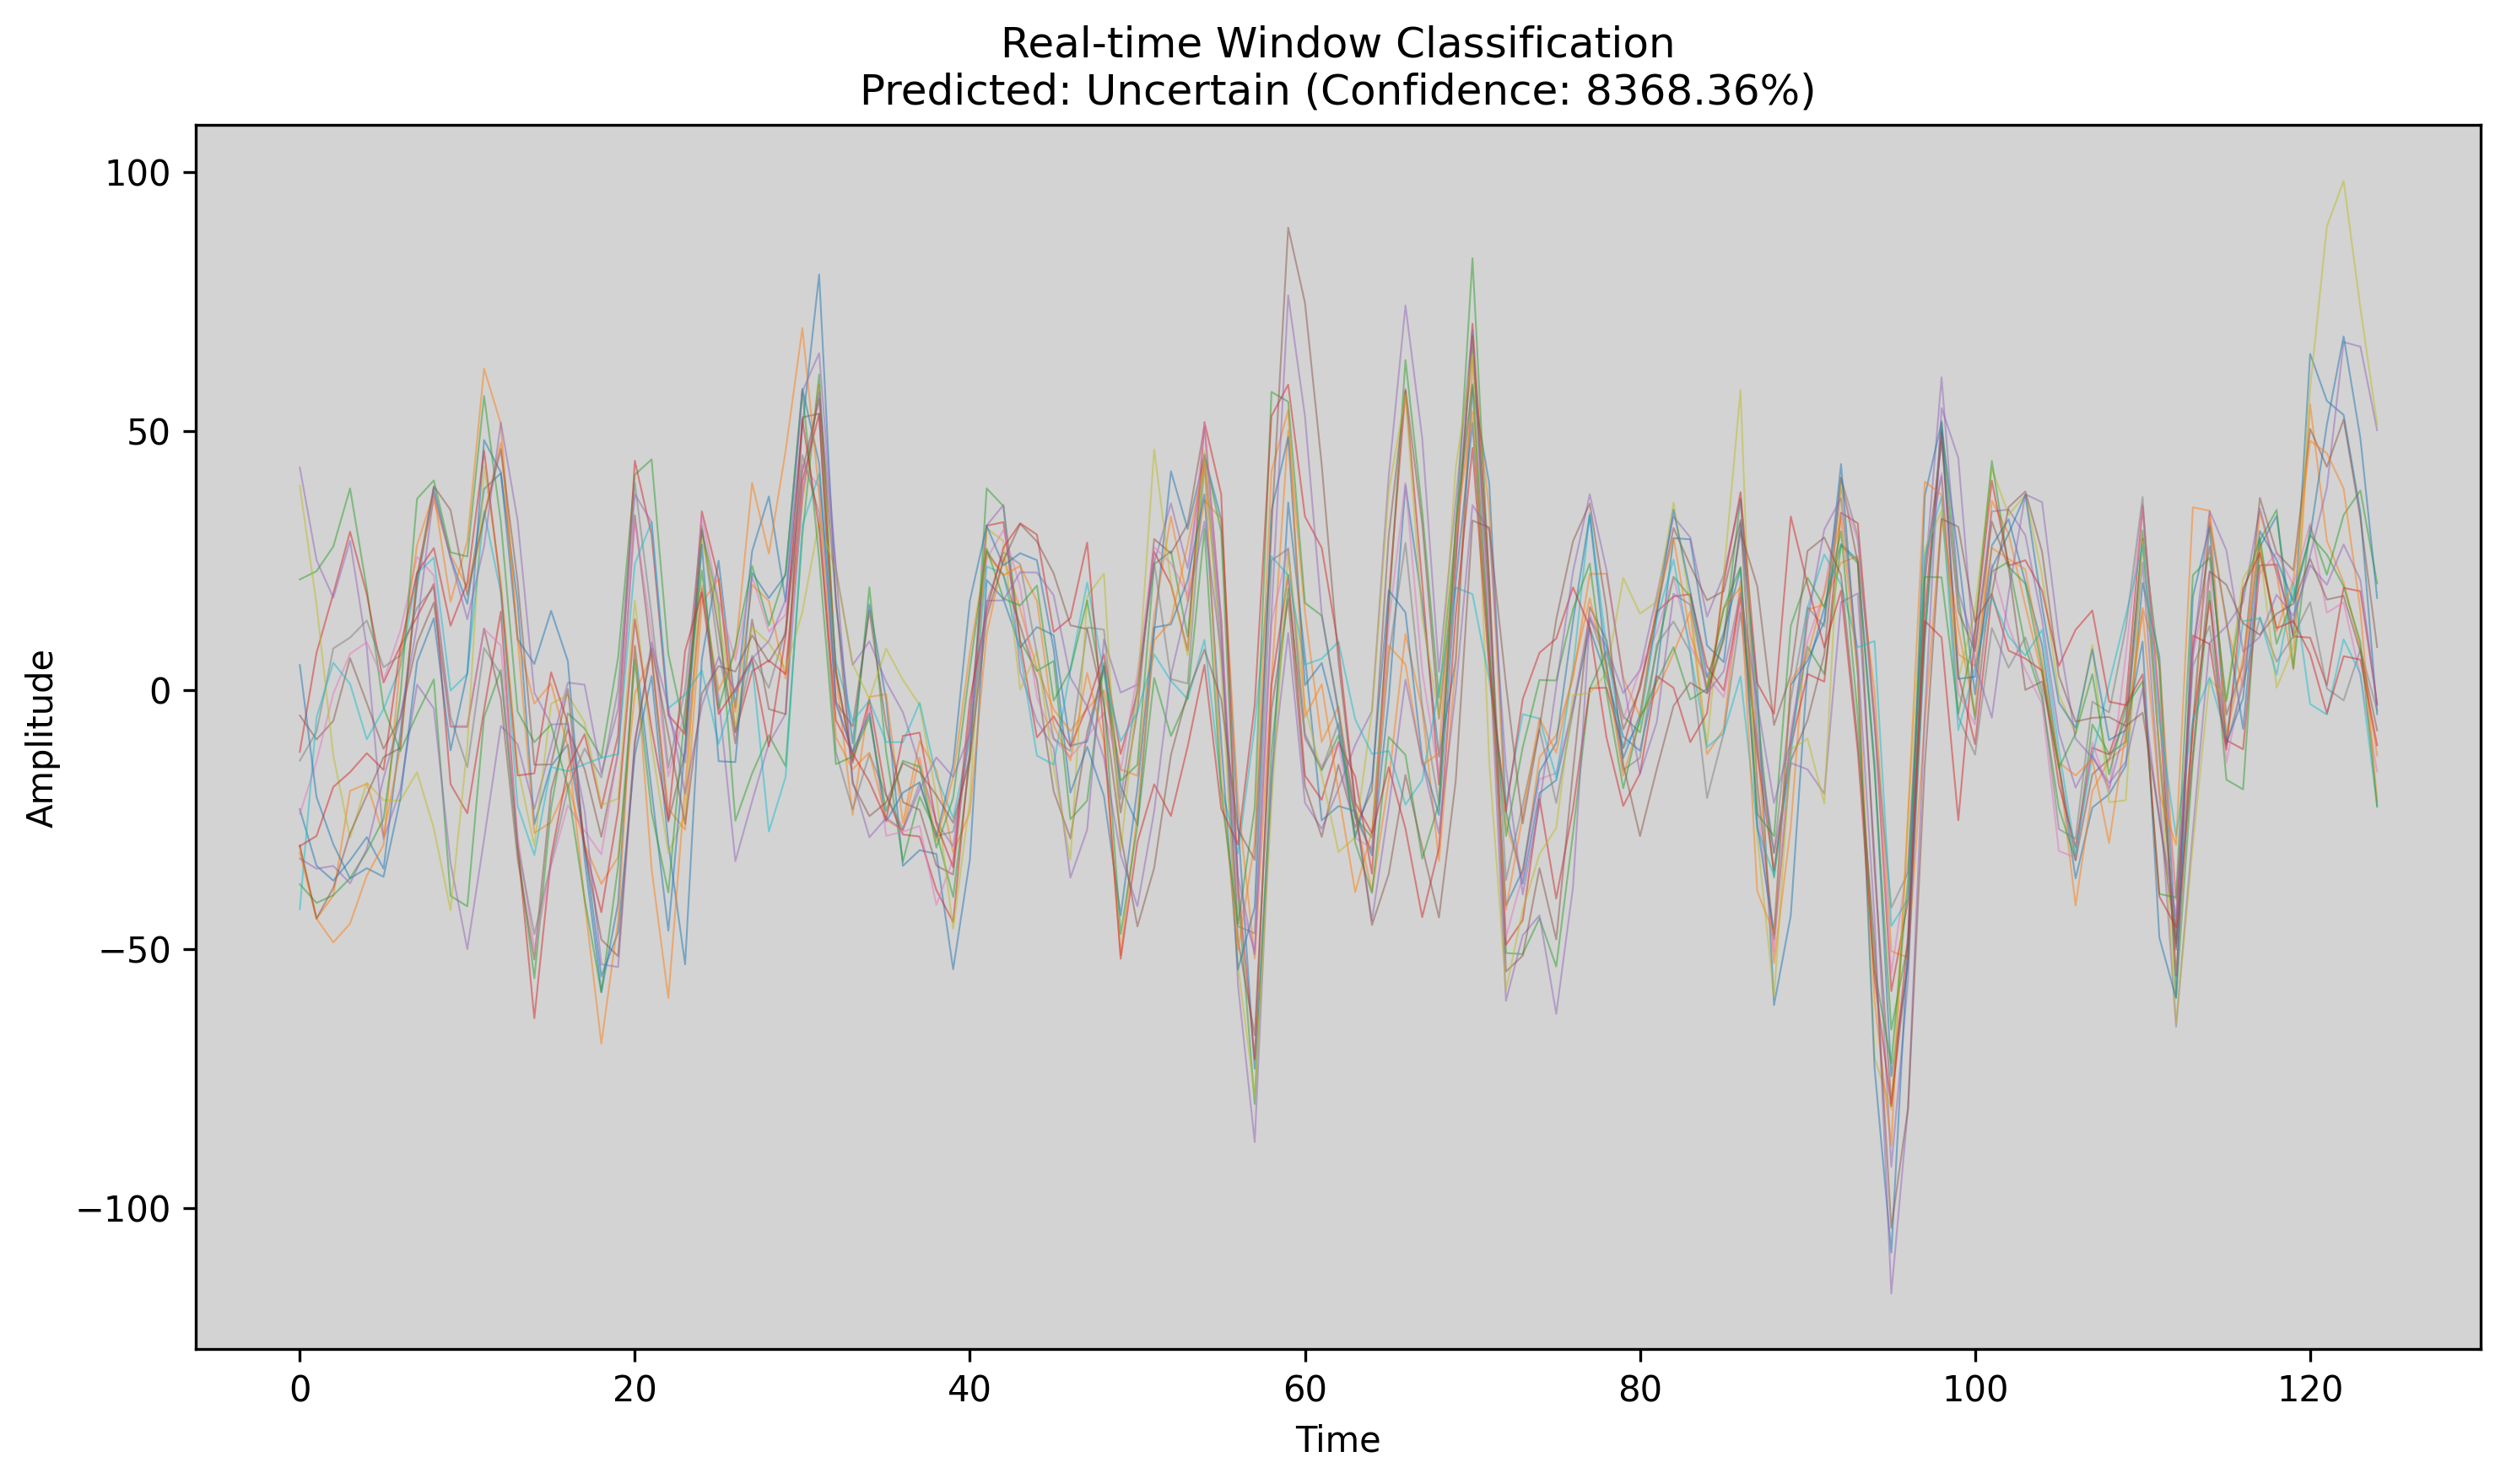 Real-time Window Classification
Predicted: Uncertain (Confidence: 8368.36%)
100
50
0
−50
−100
Amplitude
0 20 40 60 80 100 120
Time